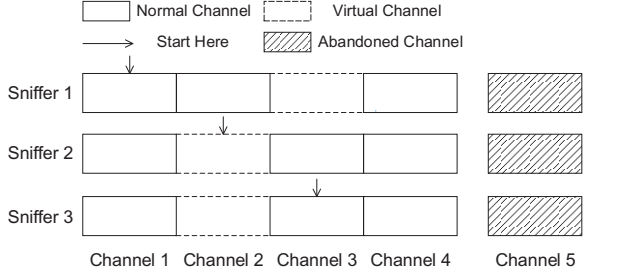 Normal Channel Virtual Channel
Start Here Abandoned Channel
Sniffer 1
Sniffer 2
Sniffer 3
Channel 1 Channel 2 Channel 3 Channel 4 Channel 5